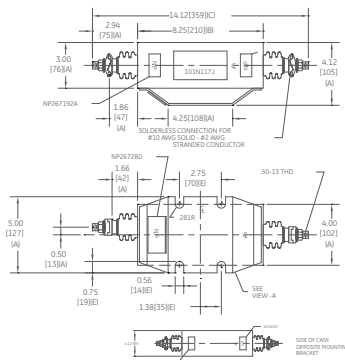 14.12[359](C)
2.94
[75](A)
8.25[210](B)
3.00
[76](A)
4.12
[105]
(A)
101N117J
NP267192A
1.86
[47]
(A)
4.25[108](A)
SOLDERLESS CONNECTION FOR
#10 AWG SOLID - #2 AWG
STRANDED CONDUCTOR
NP267280
1.66
[42]
(A)
2.75
[70](E)
.50-13 THD.
.281R
5.00
[127]
(A)
4.00
[102]
(A)
0.50
[13](A)
0.56
[14](E)
0.75
[19](E)
1.38[35](E)
SEE
VIEW -A
SIDE OF CASE
OPPOSITE MOUNTING
BRACKET